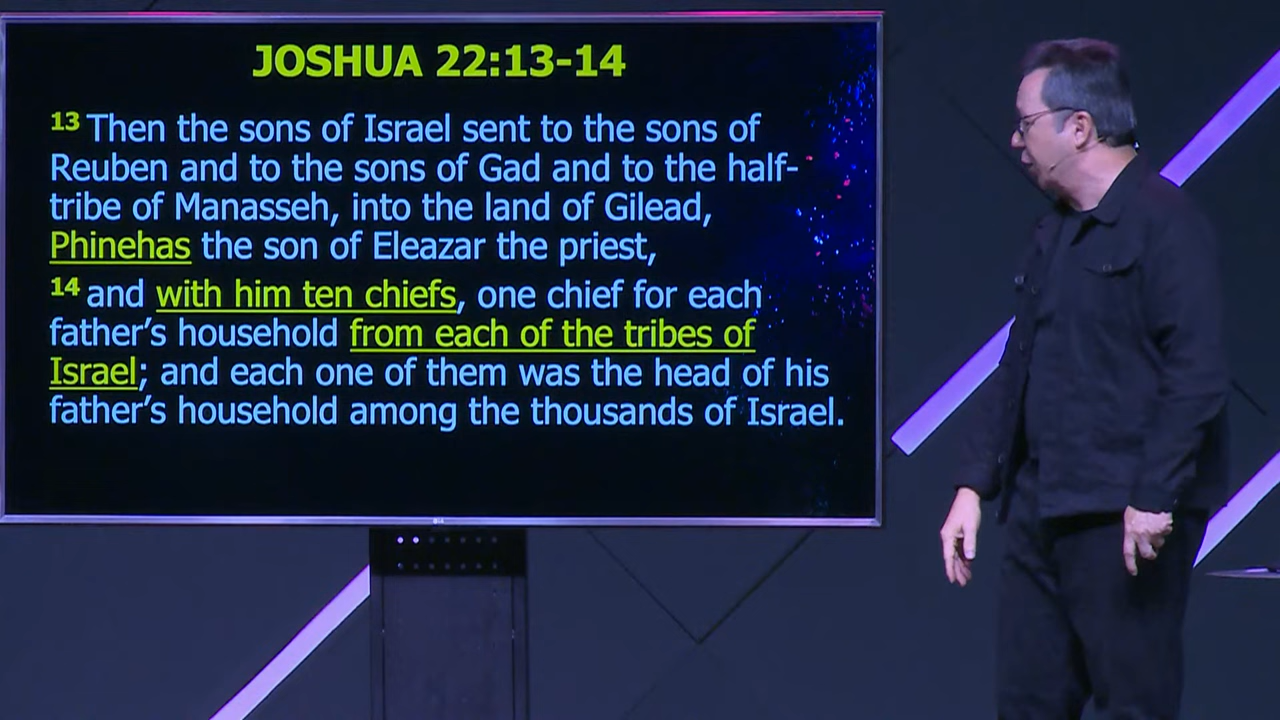 JOSHUA 22:13-14
13 Then the sons of Israel sent to the sons of
Reuben and to the sons of Gad and to the half-
tribe of Manasseh, into the land of Gilead,
Phinehas the son of Eleazar the priest,
14 and with him ten chiefs, one chief for each
father’s household from each of the tribes of
Israel; and each one of them was the head of his
father’s household among the thousands of Israel.